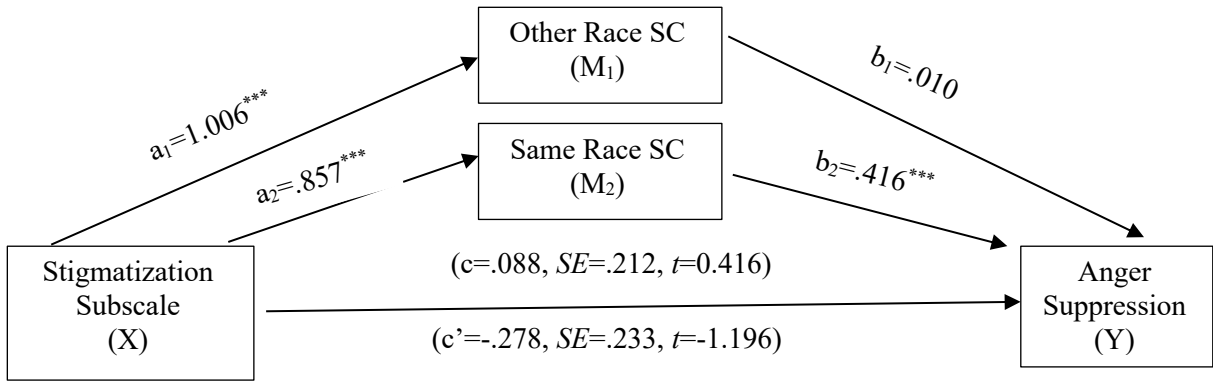 Other Race SC
(M₁)
b₁=.010
a₁=1.006***
Same Race SC
(M₂)
a₂=.857***
b₂=.416***
Stigmatization
Subscale
(X)
(c=.088, SE=.212, t=0.416)
(c’=-.278, SE=.233, t=-1.196)
Anger
Suppression
(Y)